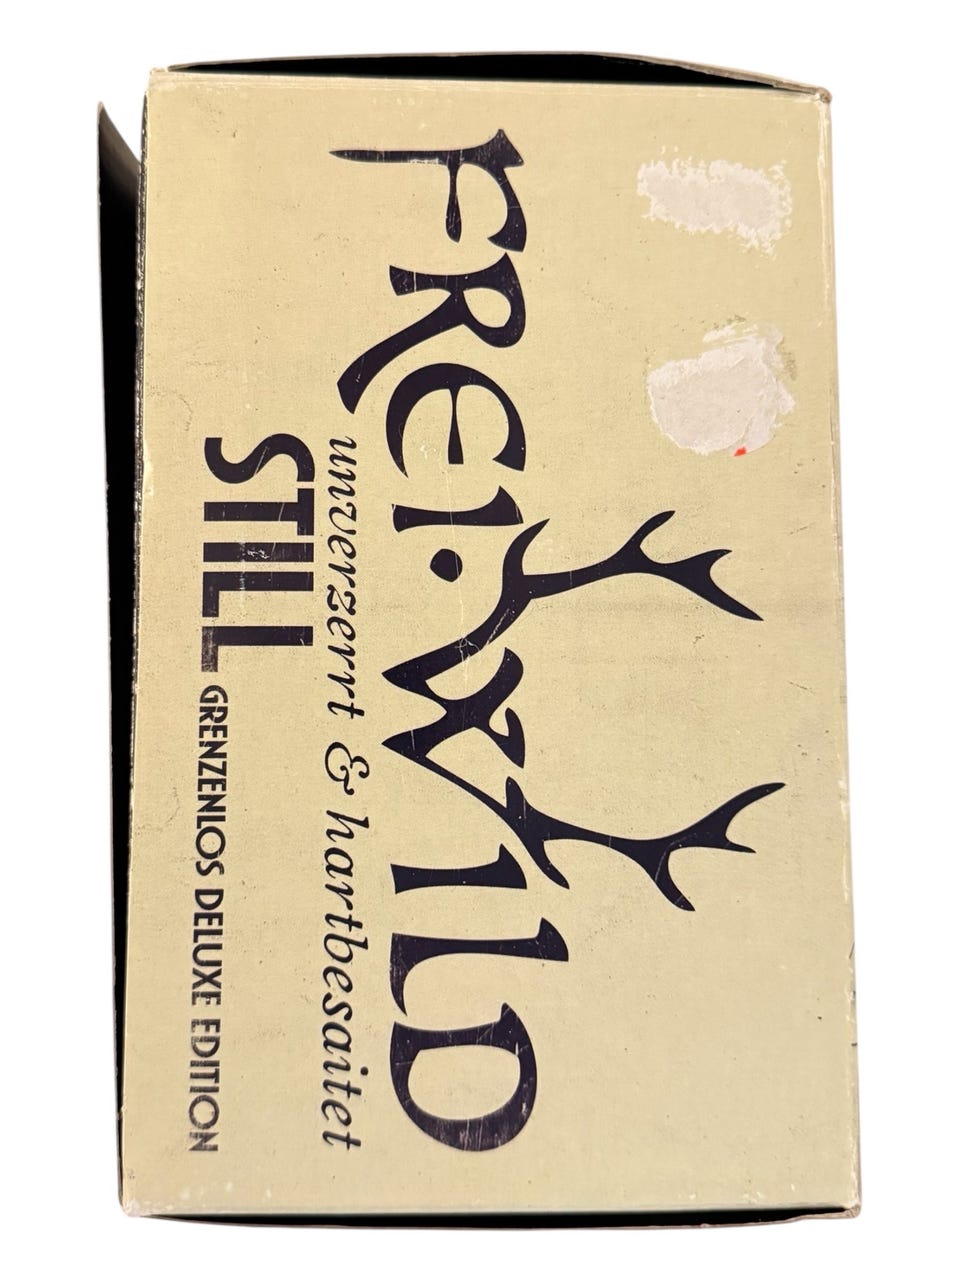 FREI.WILD
unverzerrt & hartbesaitet
STILL
GRENZENLOS DELUXE EDITION